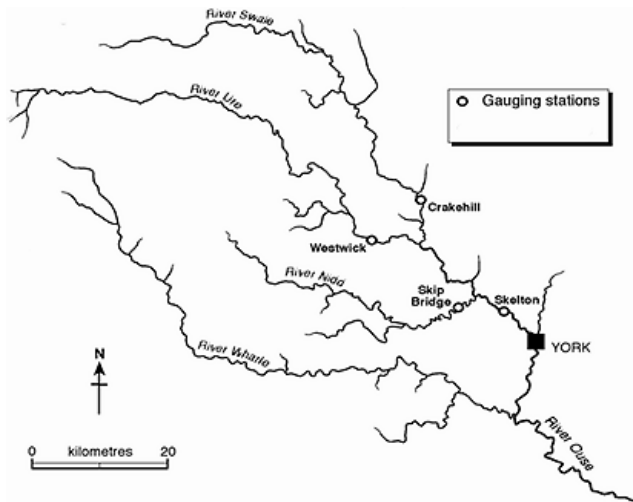 River Swale
River Ure
Gauging stations
Crakehill
Westwick
River Nidd
Skip
Bridge
Skelton
YORK
River Wharfe
N
River Ouse
0 kilometres 20